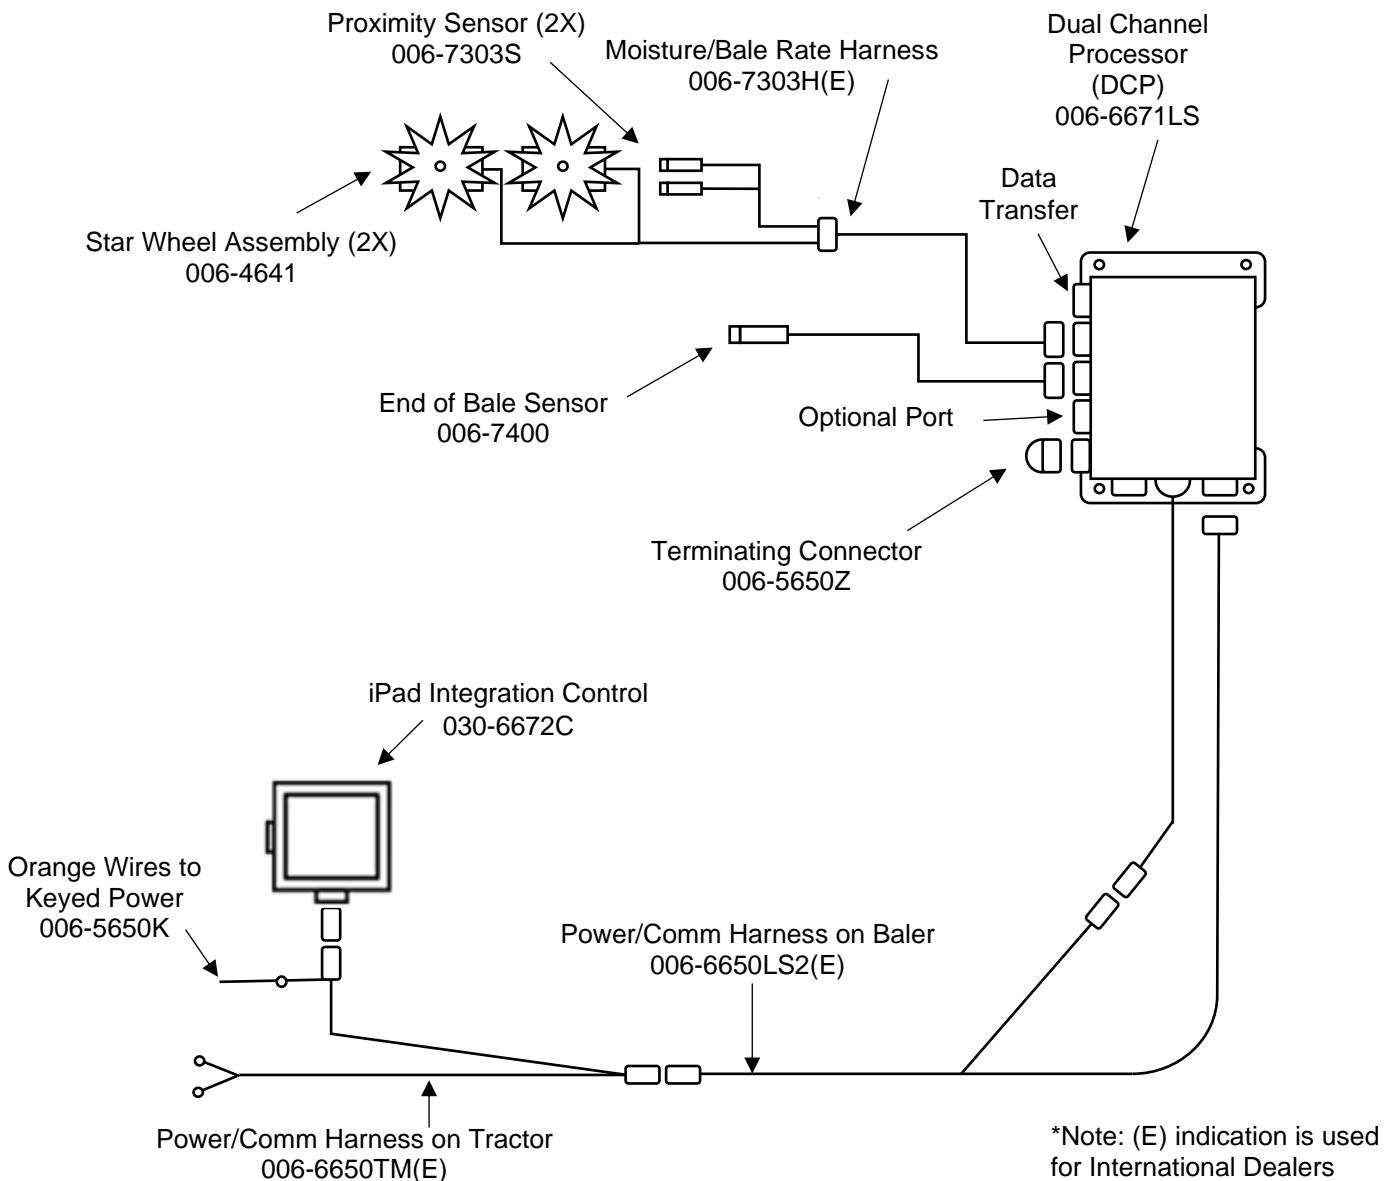 Proximity Sensor (2X)
006-7303S
Moisture/Bale Rate Harness
006-7303H(E)
Dual Channel
Processor
(DCP)
006-6671LS
Data
Transfer
Star Wheel Assembly (2X)
006-4641
End of Bale Sensor
006-7400
Optional Port
Terminating Connector
006-5650Z
iPad Integration Control
030-6672C
Orange Wires to
Keyed Power
006-5650K
Power/Comm Harness on Baler
006-6650LS2(E)
Power/Comm Harness on Tractor
006-6650TM(E)
*Note: (E) indication is used
for International Dealers